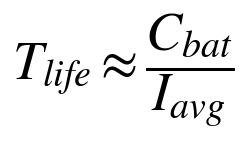 T_life ≈ C_bat / I_avg